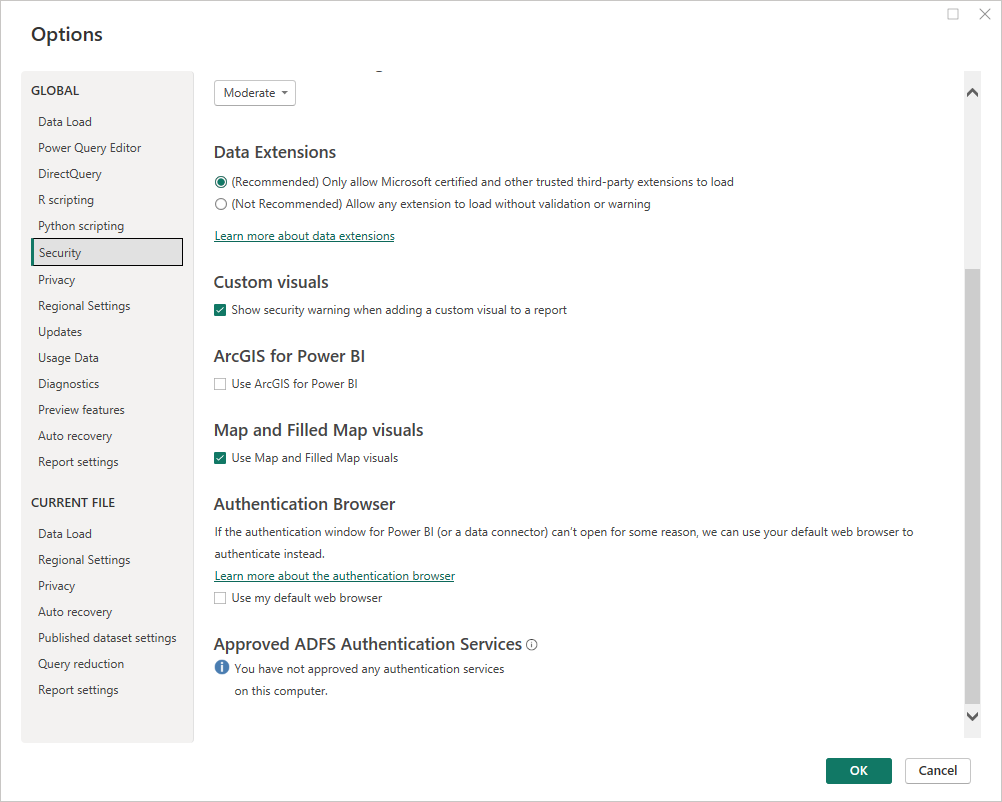 Options
GLOBAL
Data Load
Power Query Editor
DirectQuery
R scripting
Python scripting
Security
Privacy
Regional Settings
Updates
Usage Data
Diagnostics
Preview features
Auto recovery
Report settings
CURRENT FILE
Data Load
Regional Settings
Privacy
Auto recovery
Published dataset settings
Query reduction
Report settings
Moderate
Data Extensions
(Recommended) Only allow Microsoft certified and other trusted third-party extensions to load
(Not Recommended) Allow any extension to load without validation or warning
Learn more about data extensions
Custom visuals
Show security warning when adding a custom visual to a report
ArcGIS for Power BI
Use ArcGIS for Power BI
Map and Filled Map visuals
Use Map and Filled Map visuals
Authentication Browser
If the authentication window for Power BI (or a data connector) can't open for some reason, we can use your default web browser to
authenticate instead.
Learn more about the authentication browser
Use my default web browser
Approved ADFS Authentication Services
You have not approved any authentication services
on this computer.
OK
Cancel